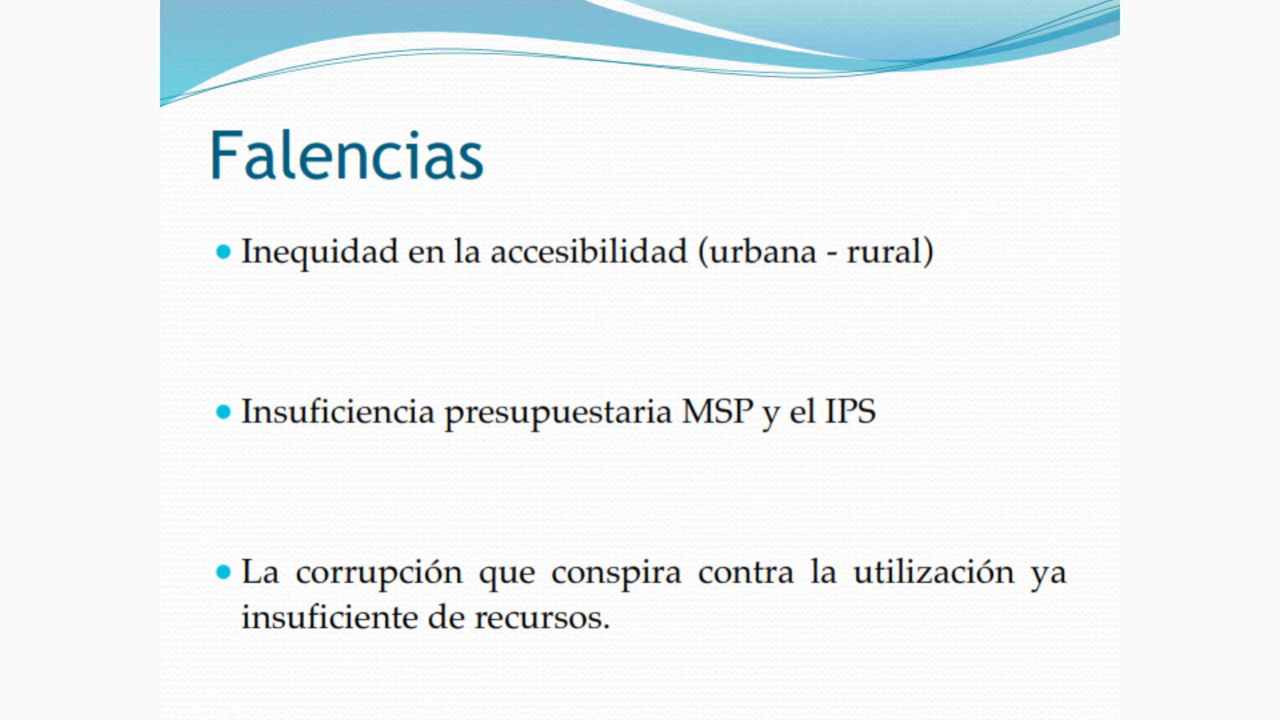 Falencias
Inequidad en la accesibilidad (urbana - rural)
Insuficiencia presupuestaria MSP y el IPS
La corrupción que conspira contra la utilización ya
insuficiente de recursos.